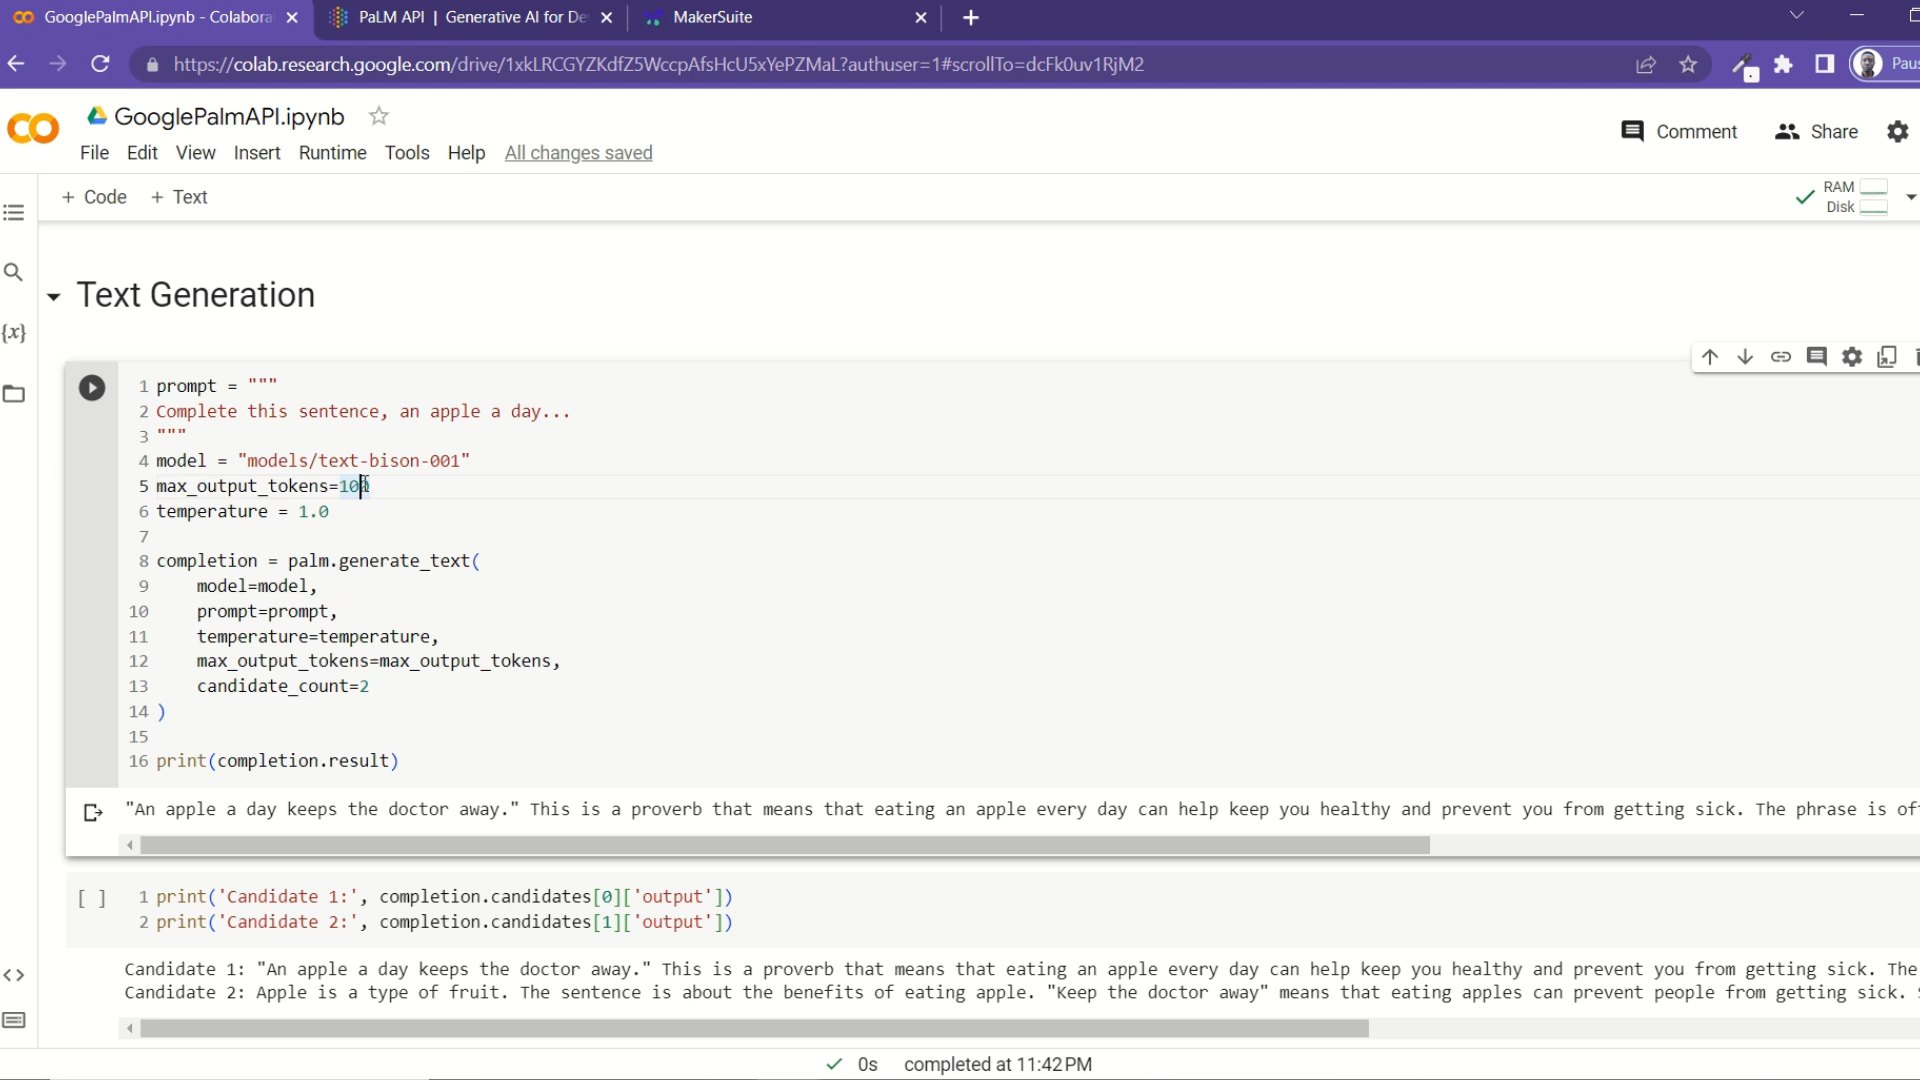 GooglePalmAPI.ipynb - Colabora
PaLM API | Generative AI for De
MakerSuite
https://colab.research.google.com/drive/1xkLRCGYZKdfZ5WccpAfsHcU5xYePZMaL?authuser=1#scrollTo=dcFk0uv1RjM2
Paus
GooglePalmAPI.ipynb
Comment
Share
File Edit View Insert Runtime Tools Help All changes saved
+ Code + Text
RAM
Disk
Text Generation
1 prompt = """
2 Complete this sentence, an apple a day...
3 """
4 model = "models/text-bison-001"
5 max_output_tokens=100
6 temperature = 1.0
7
8 completion = palm.generate_text(
9     model=model,
10     prompt=prompt,
11     temperature=temperature,
12     max_output_tokens=max_output_tokens,
13     candidate_count=2
14 )
15
16 print(completion.result)
"An apple a day keeps the doctor away." This is a proverb that means that eating an apple every day can help keep you healthy and prevent you from getting sick. The phrase is of
[ ]
1 print('Candidate 1:', completion.candidates[0]['output'])
2 print('Candidate 2:', completion.candidates[1]['output'])
Candidate 1: "An apple a day keeps the doctor away." This is a proverb that means that eating an apple every day can help keep you healthy and prevent you from getting sick. The
Candidate 2: Apple is a type of fruit. The sentence is about the benefits of eating apple. "Keep the doctor away" means that eating apples can prevent people from getting sick.
0s completed at 11:42 PM